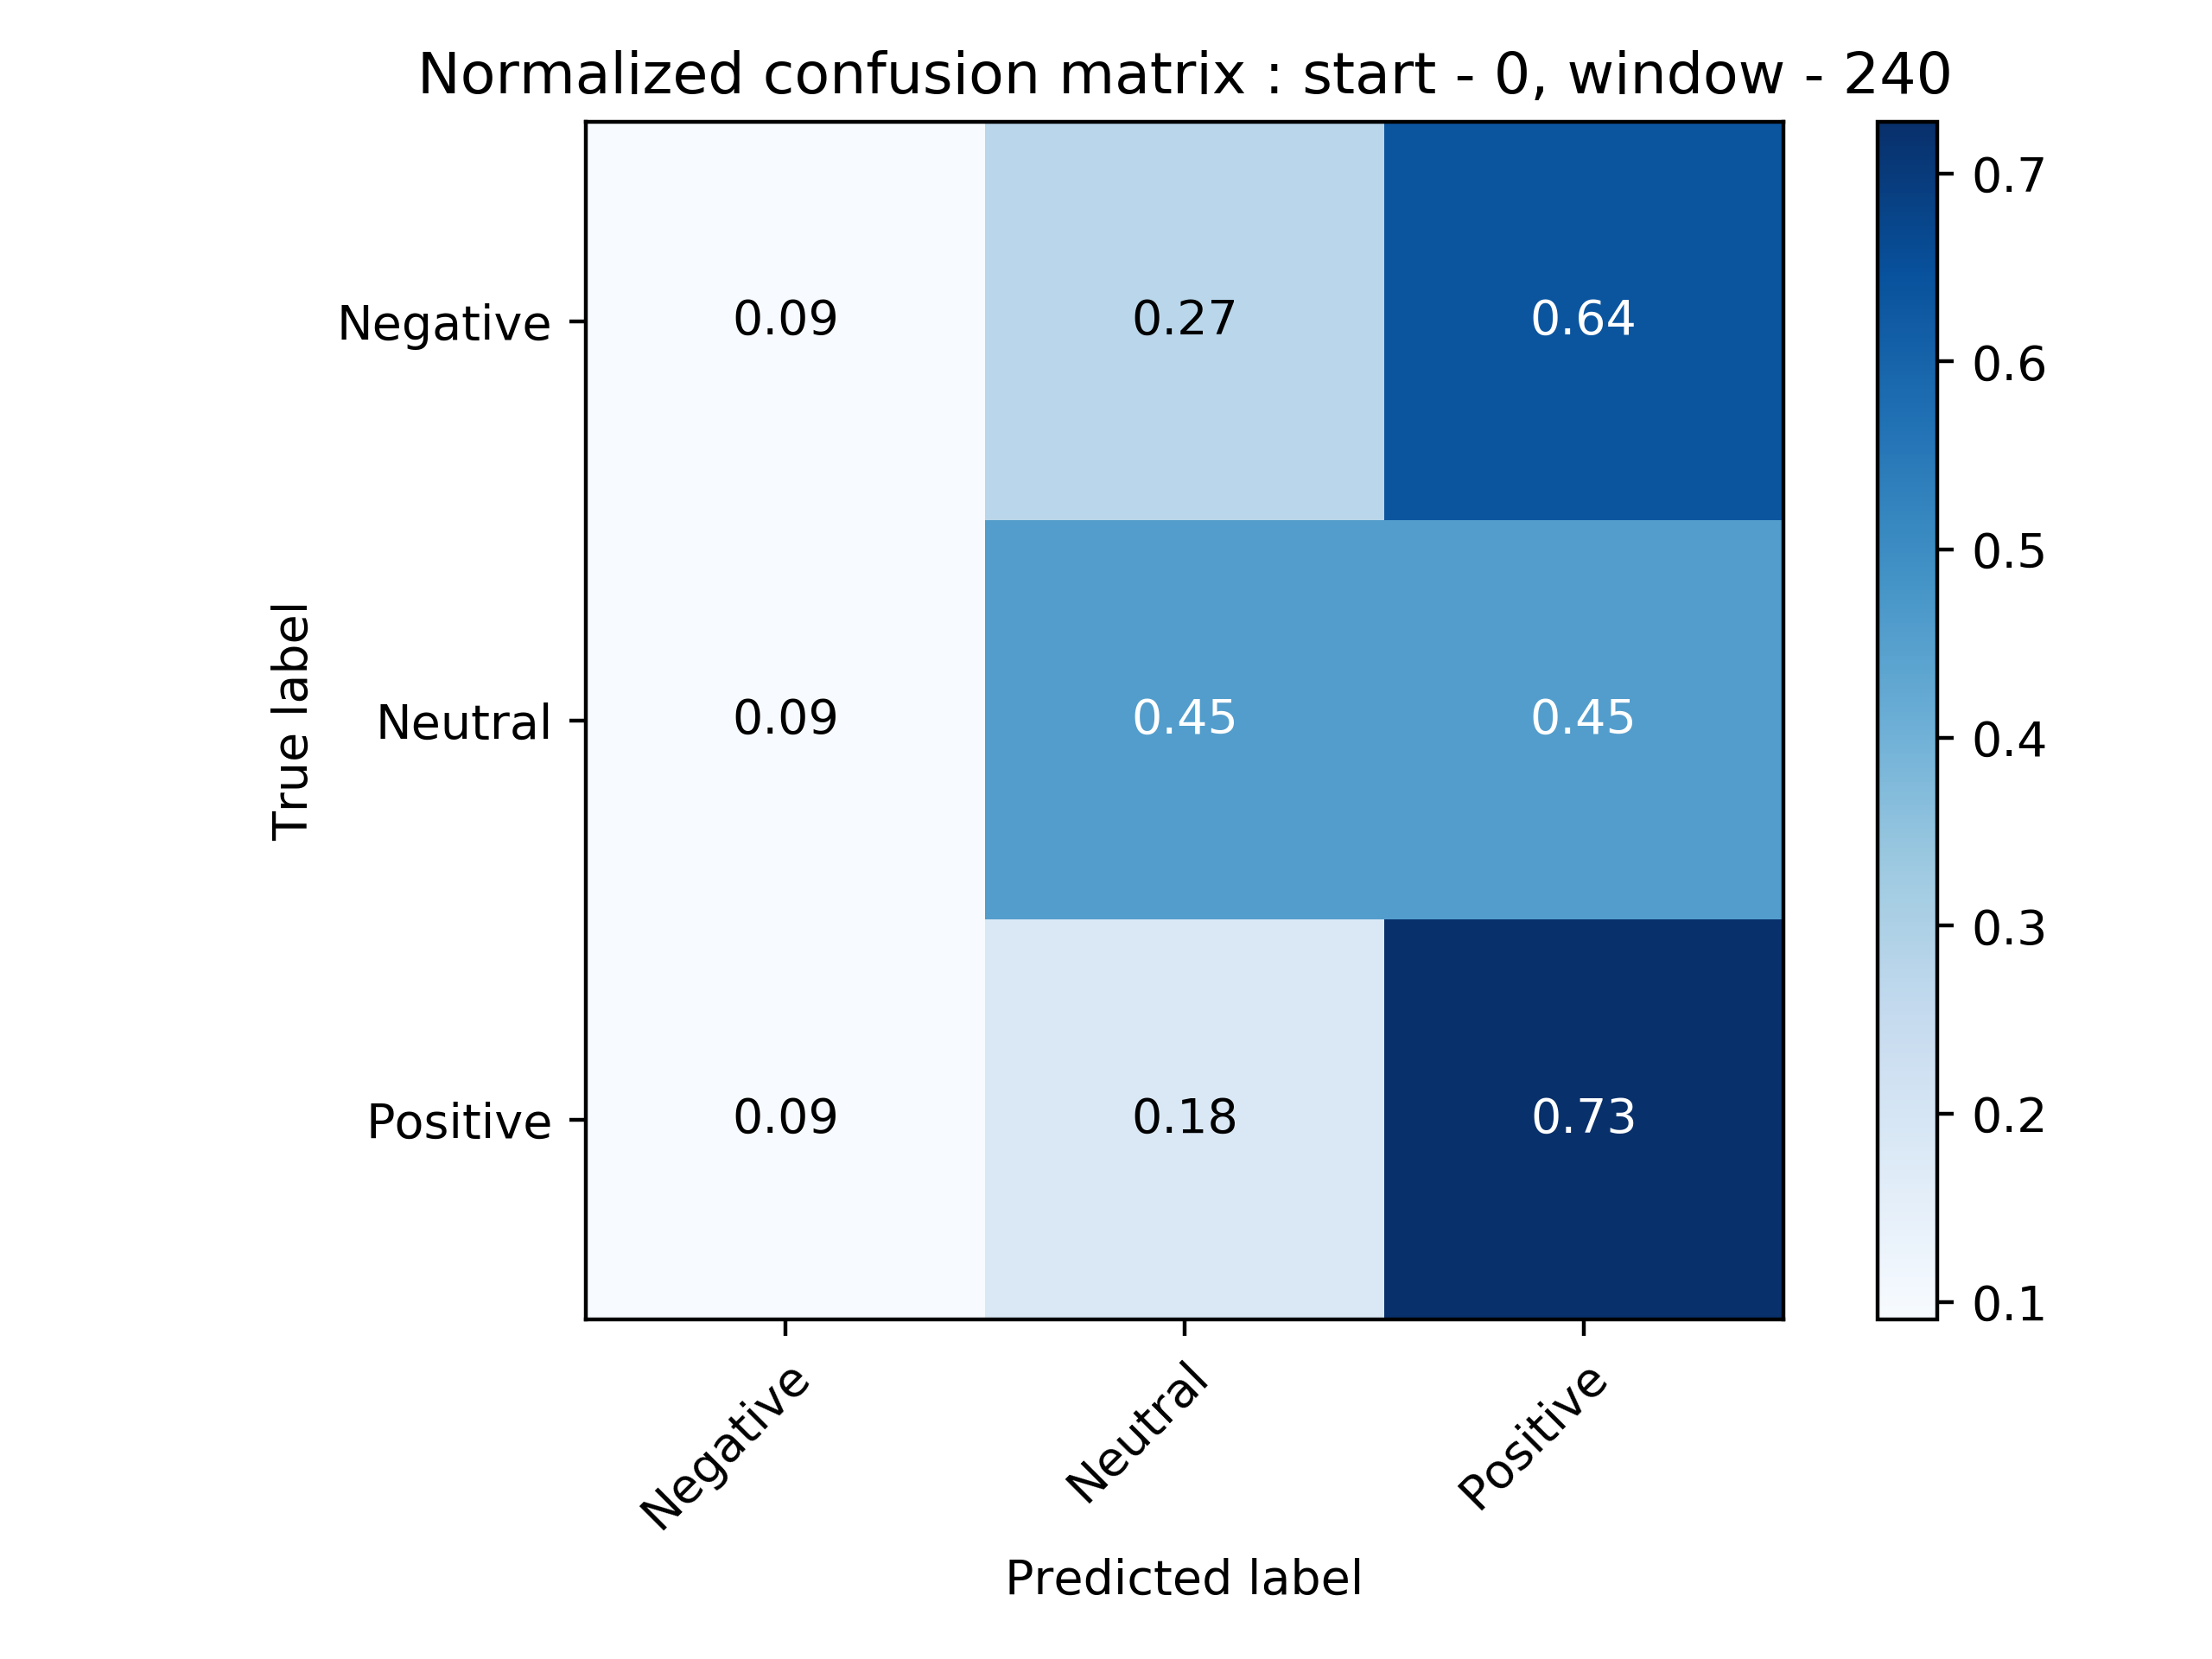 Normalized confusion matrix : start - 0, window - 240
0.7
Negative 0.09 0.27 0.64
0.6
0.5
True label
Neutral 0.09 0.45 0.45
0.4
0.3
Positive 0.09 0.18 0.73
0.2
0.1
Negative Neutral Positive
Predicted label